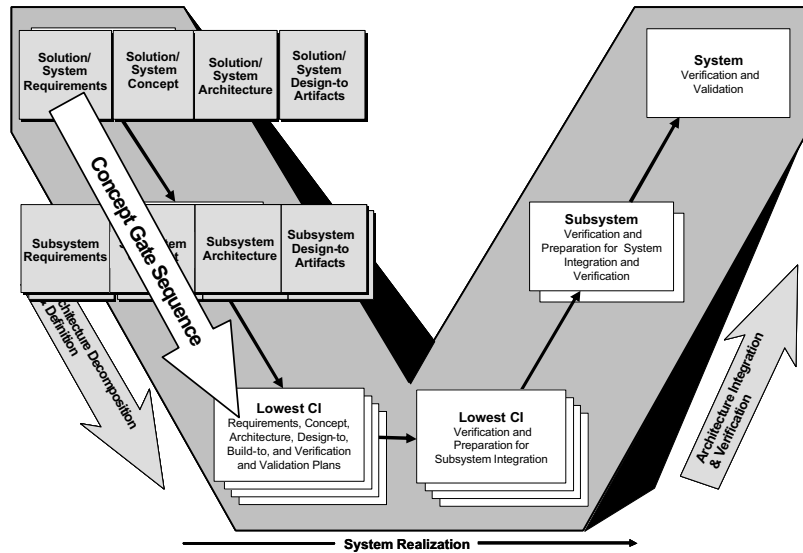 Solution/
System
Requirements
Solution/
System
Concept
Solution/
System
Architecture
Solution/
System
Design-to
Artifacts
System
Verification and
Validation
Concept Gate Sequence
Subsystem
Requirements
Subsystem
Architecture
Subsystem
Design-to
Artifacts
Subsystem
Verification and
Preparation for System
Integration and
Verification
Decomposition
Definition
Lowest CI
Requirements, Concept,
Architecture, Design-to,
Build-to, and Verification
and Validation Plans
Lowest CI
Verification and
Preparation for
Subsystem Integration
Architecture Integration
& Verification
System Realization